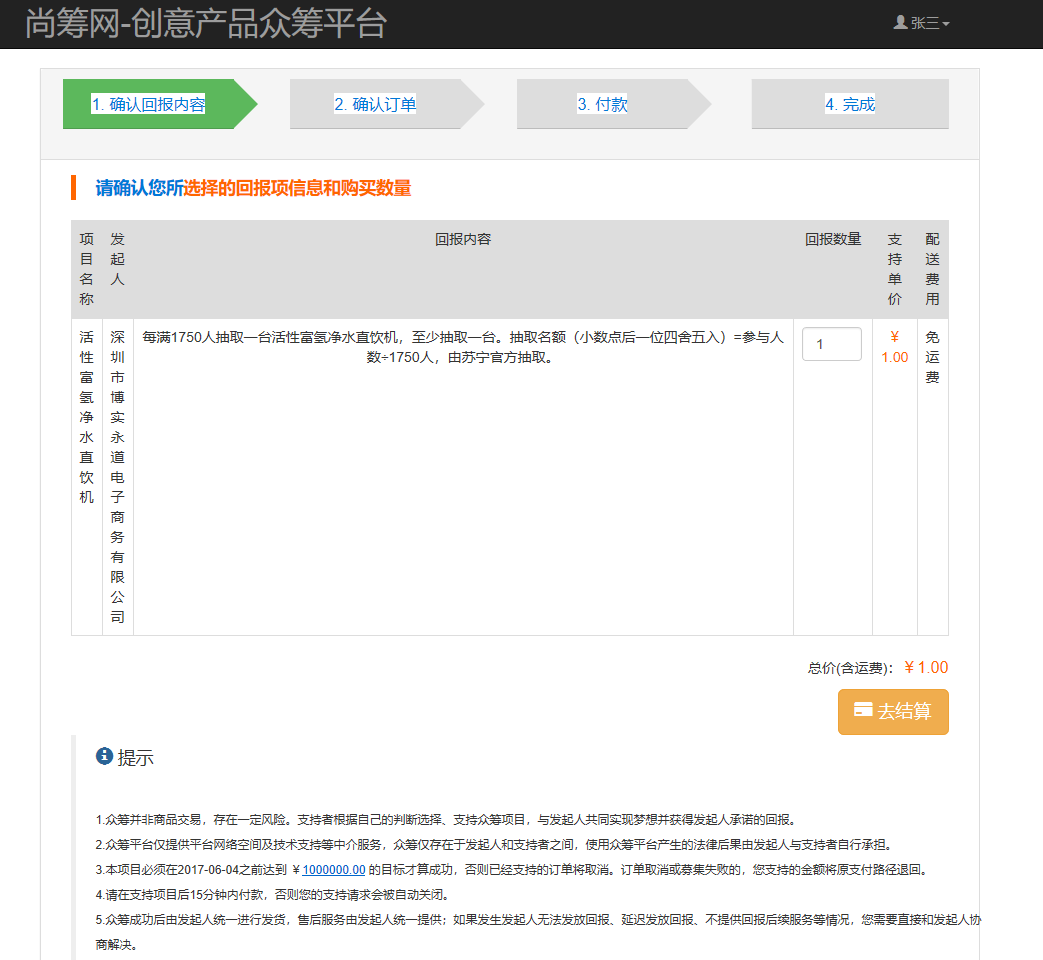 尚筹网-创意产品众筹平台
张三
1. 确认回报内容
2. 确认订单
3. 付款
4. 完成
请确认您所选择的回报项信息和购买数量
项目名称
发起人
回报内容
回报数量
支持单价
配送费用
活性富氢净水直饮机
深圳市博实永道电子商务有限公司
每满1750人抽取一台活性富氢净水直饮机，至少抽取一台。抽取名额（小数点后一位四舍五入）=参与人
数÷1750人，由苏宁官方抽取。
1
￥
1.00
免运费
总价(含运费)：￥1.00
去结算
提示
1.众筹并非商品交易，存在一定风险。支持者根据自己的判断选择、支持众筹项目，与发起人共同实现梦想并获得发起人承诺的回报。
2.众筹平台仅提供平台网络空间及技术支持等中介服务，众筹仅存在于发起人和支持者之间，使用众筹平台产生的法律后果由发起人与支持者自行承担。
3.本项目必须在2017-06-04之前达到 ￥1000000.00 的目标才算成功，否则已经支持的订单将取消。订单取消或募集失败的，您支持的金额将原支付路径退回。
4.请在支持项目后15分钟内付款，否则您的支持请求会被自动关闭。
5.众筹成功后由发起人统一进行发货，售后服务由发起人统一提供；如果发生发起人无法发放回报、延迟发放回报、不提供回报后续服务等情况，您需要直接和发起人协
商解决。